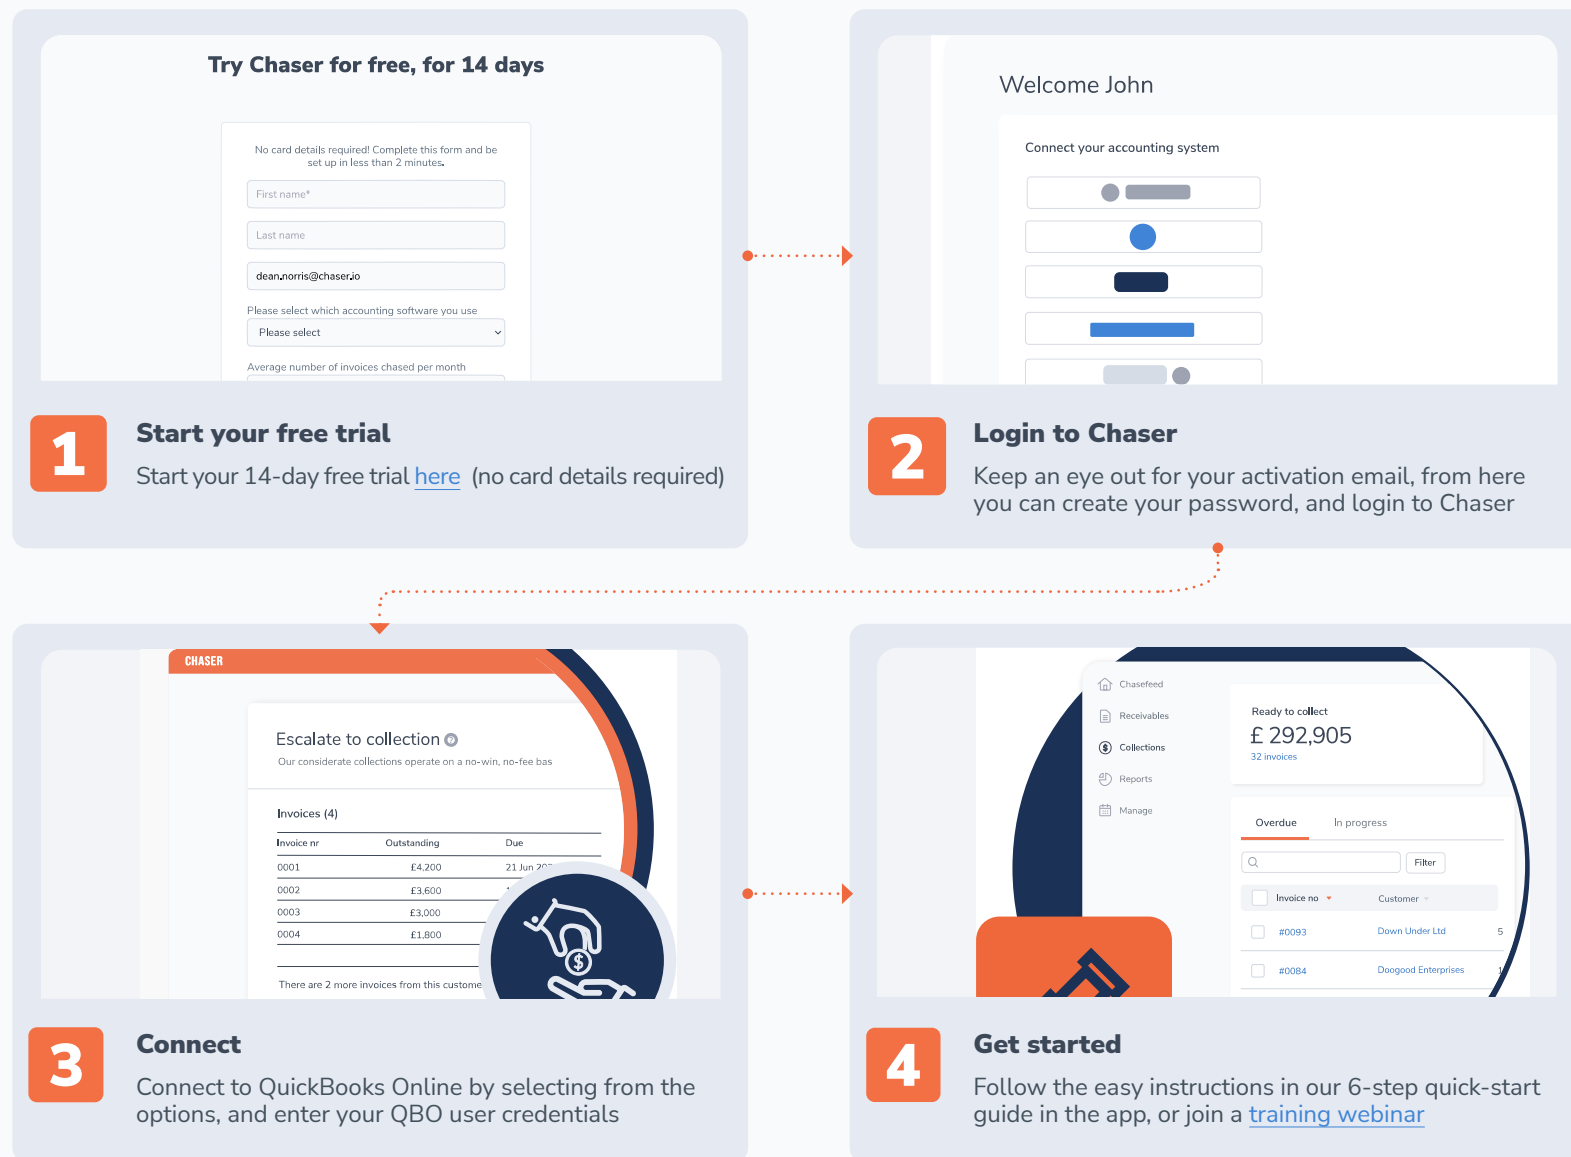 Try Chaser for free, for 14 days
No card details required! Complete this form and be
set up in less than 2 minutes.
First name*
Last name
dean.norris@chaser.io
Please select which accounting software you use
Please select
Average number of invoices chased per month
1
Start your free trial
Start your 14-day free trial here (no card details required)
Welcome John
Connect your accounting system
2
Login to Chaser
Keep an eye out for your activation email, from here
you can create your password, and login to Chaser
CHASER
Escalate to collection
Our considerate collections operate on a no-win, no-fee bas
Invoices (4)
Invoice nr Outstanding Due
0001 £4,200 21 Jun 20
0002 £3,600
0003 £3,000
0004 £1,800
There are 2 more invoices from this custome
$
3
Connect
Connect to QuickBooks Online by selecting from the
options, and enter your QBO user credentials
Chasefeed
Receivables
$ Collections
Reports
Manage
Ready to collect
£ 292,905
32 invoices
Overdue In progress
Filter
Invoice no Customer
#0093 Down Under Ltd 5
#0084 Doogood Enterprises 1
4
Get started
Follow the easy instructions in our 6-step quick-start
guide in the app, or join a training webinar